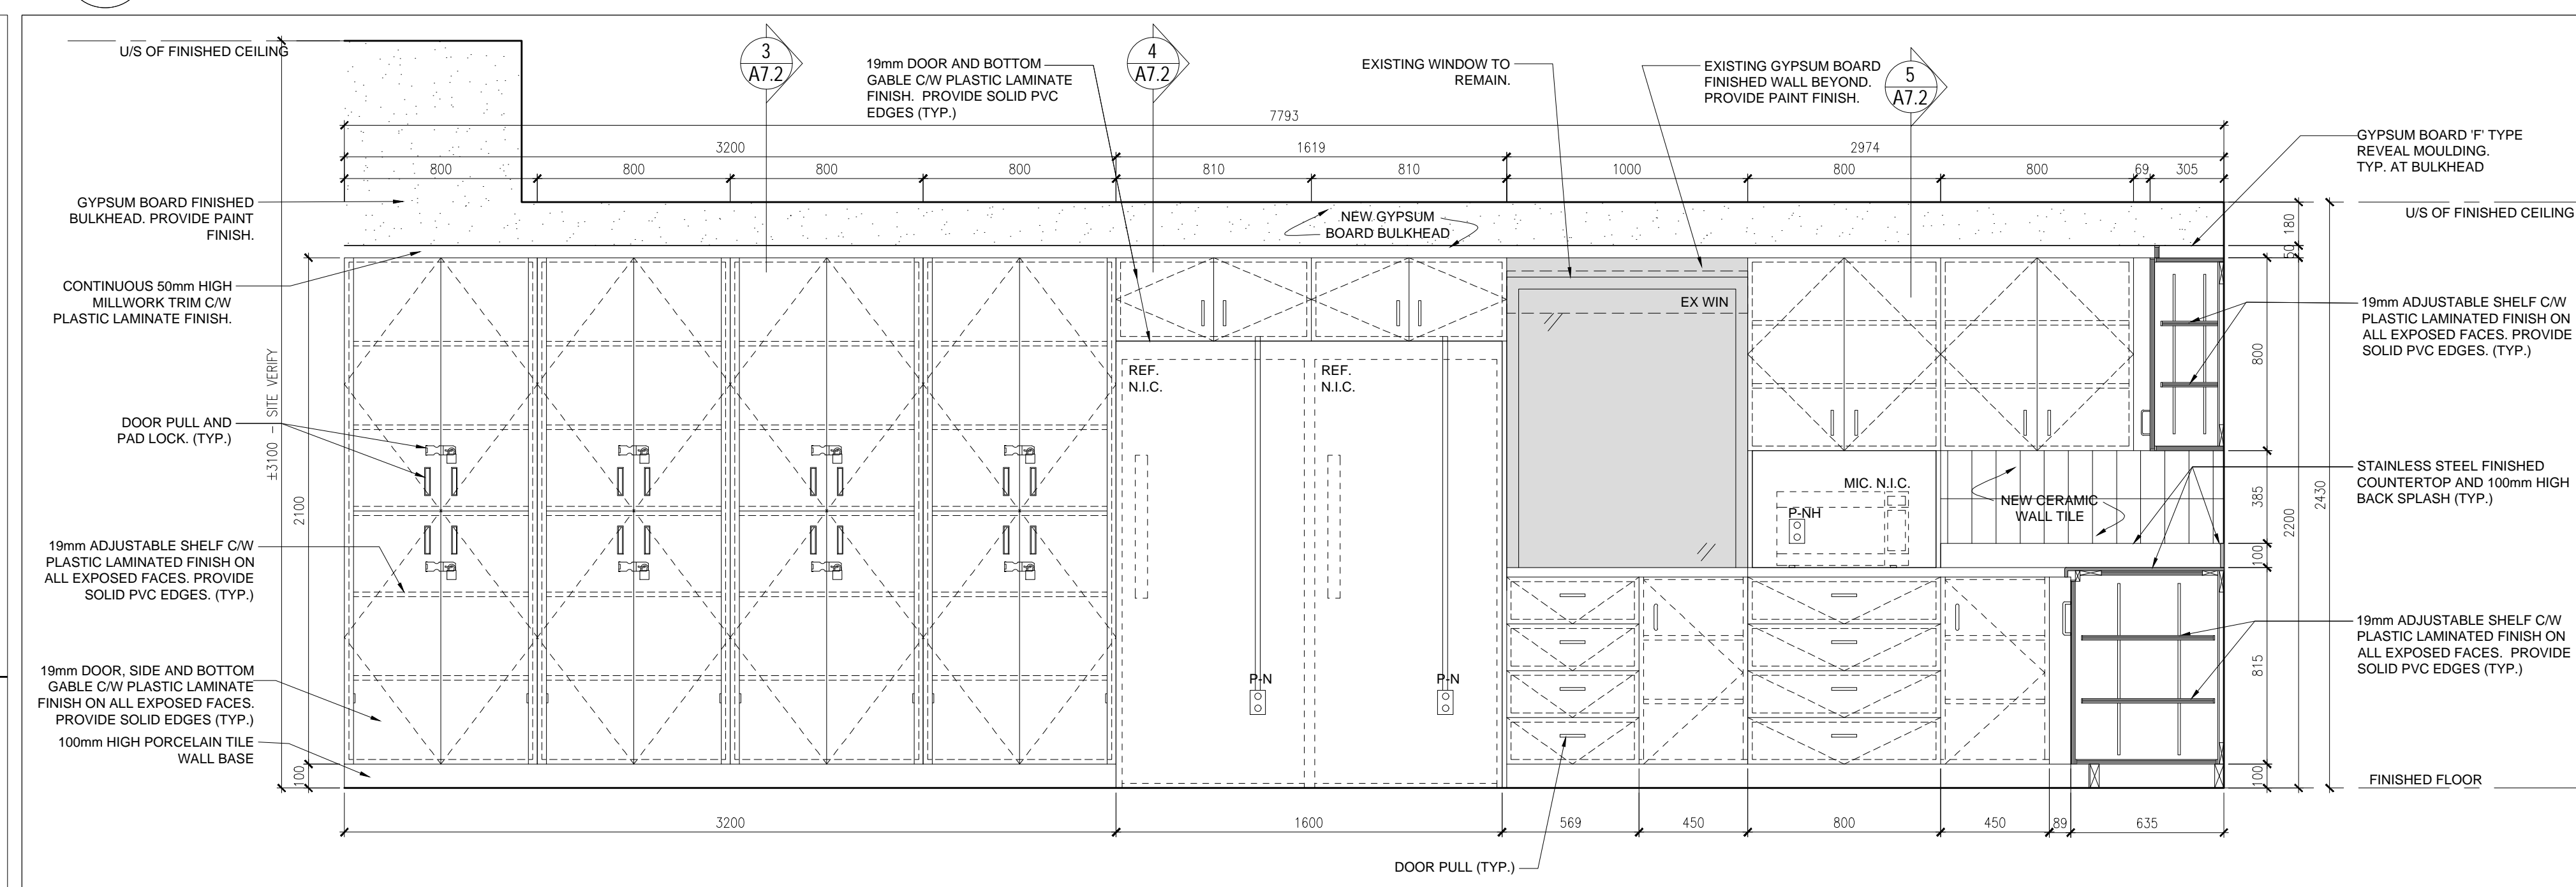 U/S OF FINISHED CEILING
3
A7.2
19mm DOOR AND BOTTOM
GABLE C/W PLASTIC LAMINATE
FINISH. PROVIDE SOLID PVC
EDGES (TYP.)
4
A7.2
EXISTING WINDOW TO
REMAIN.
EXISTING GYPSUM BOARD
FINISHED WALL BEYOND.
PROVIDE PAINT FINISH.
5
A7.2
7793
3200
1619
2974
800
800
800
800
810
810
1000
800
800
69
305
GYPSUM BOARD 'F' TYPE
REVEAL MOULDING.
TYP. AT BULKHEAD
GYPSUM BOARD FINISHED
BULKHEAD. PROVIDE PAINT
FINISH.
NEW GYPSUM
BOARD BULKHEAD
180
U/S OF FINISHED CEILING
50
CONTINUOUS 50mm HIGH
MILLWORK TRIM C/W
PLASTIC LAMINATE FINISH.
EX WIN
19mm ADJUSTABLE SHELF C/W
PLASTIC LAMINATED FINISH ON
ALL EXPOSED FACES. PROVIDE
SOLID PVC EDGES. (TYP.)
800
±3100 - SITE VERIFY
REF.
N.I.C.
REF.
N.I.C.
DOOR PULL AND
PAD LOCK. (TYP.)
2100
MIC. N.I.C.
P-NH
NEW CERAMIC
WALL TILE
385
2200
2430
STAINLESS STEEL FINISHED
COUNTERTOP AND 100mm HIGH
BACK SPLASH (TYP.)
100
19mm ADJUSTABLE SHELF C/W
PLASTIC LAMINATED FINISH ON
ALL EXPOSED FACES. PROVIDE
SOLID PVC EDGES. (TYP.)
19mm ADJUSTABLE SHELF C/W
PLASTIC LAMINATED FINISH ON
ALL EXPOSED FACES. PROVIDE
SOLID PVC EDGES (TYP.)
815
19mm DOOR, SIDE AND BOTTOM
GABLE C/W PLASTIC LAMINATE
FINISH ON ALL EXPOSED FACES.
PROVIDE SOLID EDGES (TYP.)
P-N
P-N
100mm HIGH PORCELAIN TILE
WALL BASE
100
100
FINISHED FLOOR
3200
1600
569
450
800
450
89
635
DOOR PULL (TYP.)